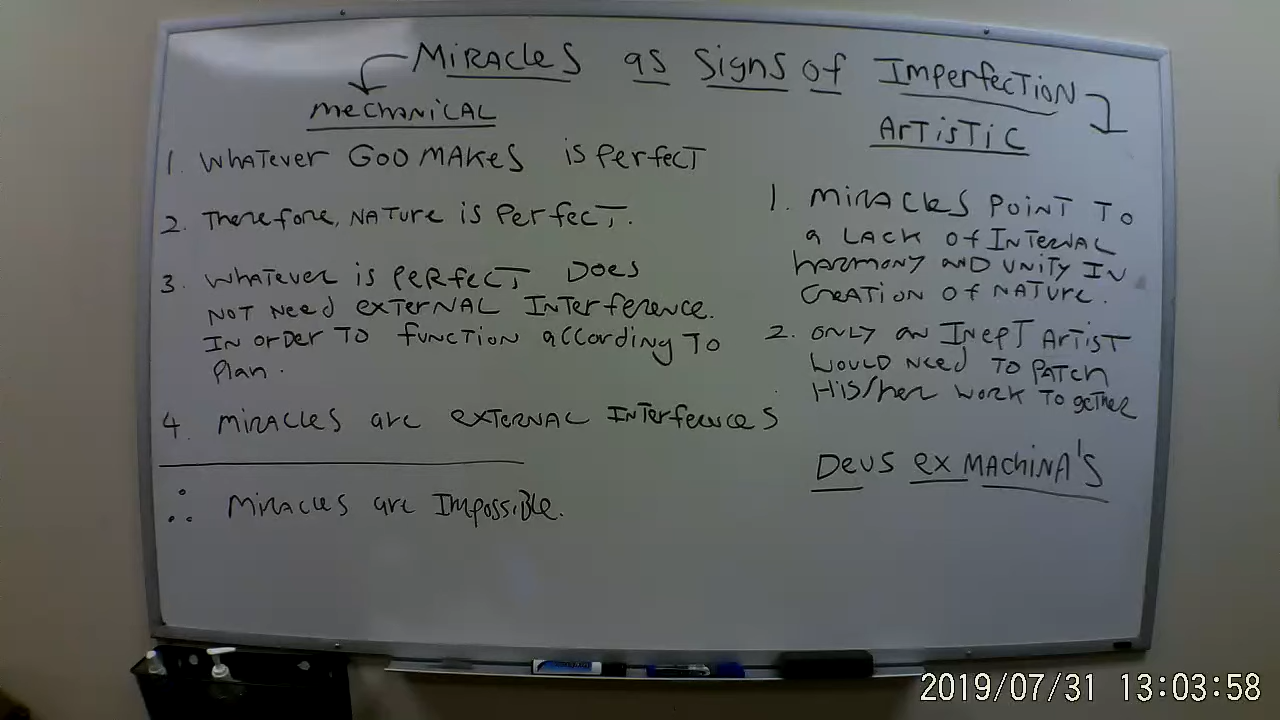 Miracles as Signs of Imperfection
Mechanical
1. Whatever God makes is perfect
2. Therefore, Nature is perfect.
3. Whatever is perfect does
not need external interference.
in order to function according to
plan.
4. Miracles are external interferences
∴ Miracles are impossible.
Artistic
1. Miracles point to
a lack of internal
harmony and unity in
creation of nature.
2. Only an inept artist
would need to patch
his/her work together
Deus ex machina's
2019/07/31 13:03:58